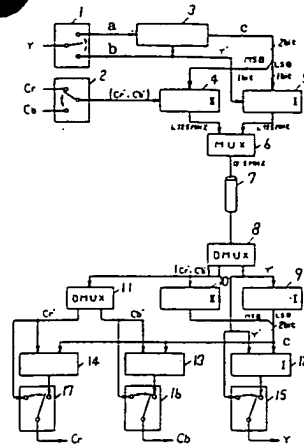 1
3
a
c
Y
b
Y'
2bit
2
MSB
LSB
1bit
1bit
4
Cr
Cb
(Cr', Cb')
II
I
MUX
6
7
8
DMUX
(Cr', Cb')
Y'
9
11
DMUX
II
I
MSB
LSB
2bit
Cr'
Cb'
Y'
c
14
13
I
12
17
16
15
Cr
Cb
Y